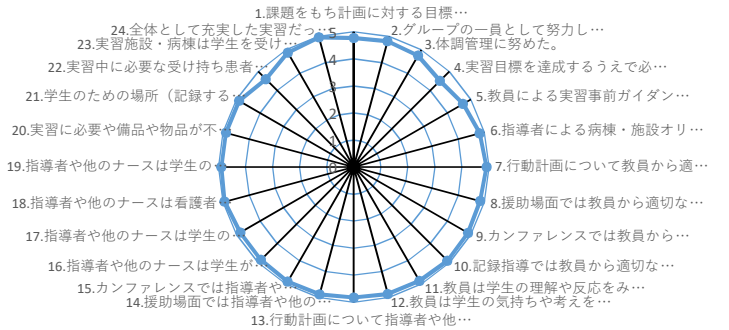 1.課題をもち計画に対する目標…
2.グループの一員として努力し…
3.体調管理に努めた。
4.実習目標を達成するうえで必…
5.教員による実習事前ガイダン…
6.指導者による病棟・施設オリ…
7.行動計画について教員から適…
8.援助場面では教員から適切な…
9.カンファレンスでは教員から…
10.記録指導では教員から適切な…
11.教員は学生の理解や反応をみ…
12.教員は学生の気持ちや考えを…
13.行動計画について指導者や他…
14.援助場面では指導者や他の…
15.カンファレンスでは指導者や…
16.指導者や他のナースは学生が…
17.指導者や他のナースは学生の…
18.指導者や他のナースは看護者…
19.指導者や他のナースは学生の…
20.実習に必要や備品や物品が不…
21.学生のための場所（記録する…
22.実習中に必要な受け持ち患者…
23.実習施設・病棟は学生を受け…
24.全体として充実した実習だっ…
5
4
3
2
1
0